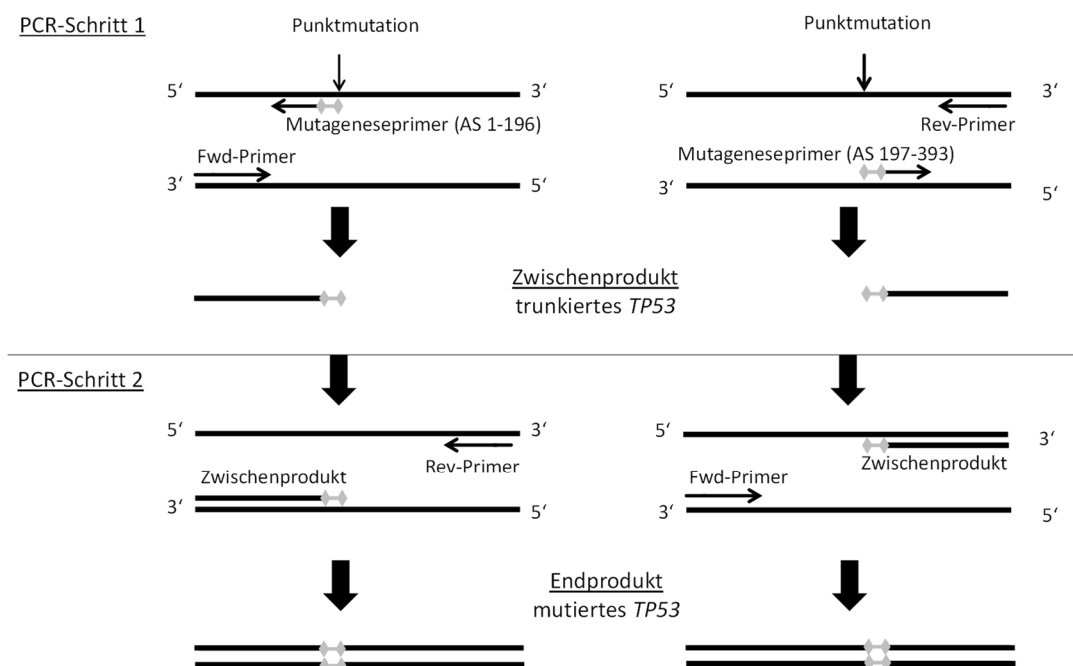 PCR-Schritt 1
Punktmutation
Punktmutation
5‘
3‘
5‘
3‘
Mutageneseprimer (AS 1-196)
Rev-Primer
Fwd-Primer
Mutageneseprimer (AS 197-393)
3‘
5‘
3‘
5‘
Zwischenprodukt
trunkiertes TP53
PCR-Schritt 2
5‘
3‘
5‘
3‘
Rev-Primer
Zwischenprodukt
Zwischenprodukt
Fwd-Primer
3‘
5‘
3‘
5‘
Endprodukt
mutiertes TP53